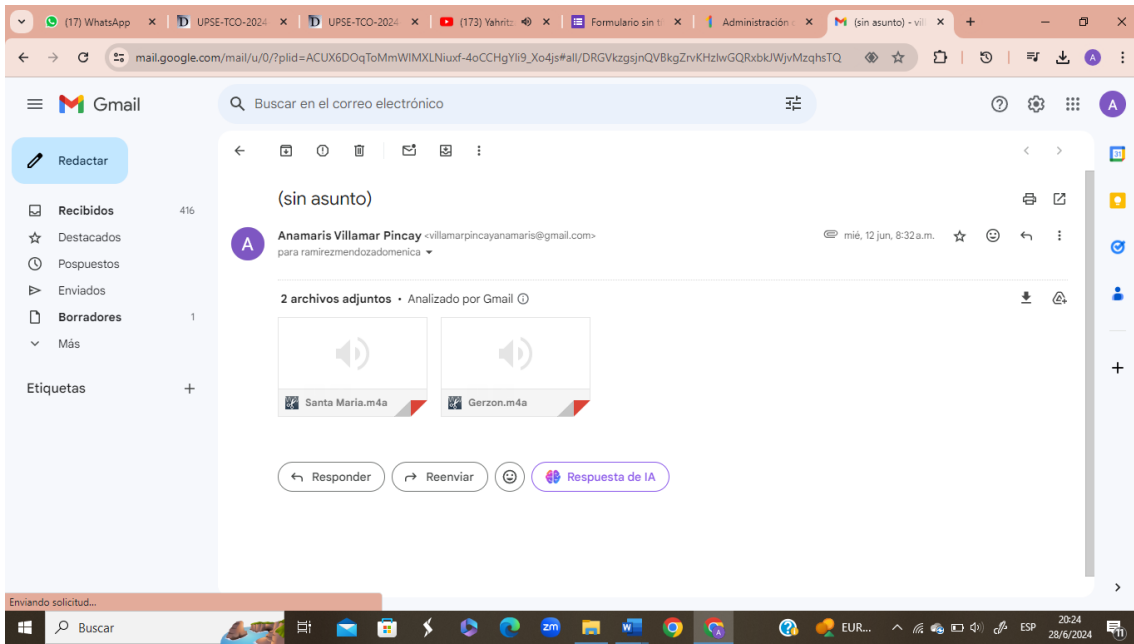 (17) WhatsApp
UPSE-TCO-2024
UPSE-TCO-2024
(173) Yahritz
Formulario sin ti
Administración
(sin asunto) - vill
mail.google.com/mail/u/0/?plid=ACUX6DOqToMmWIMXLNiuxf-4oCCHgYli9_Xo4js#all/DRGVkzgsjnQVBkgZrvKHzlwGQRxbkJWjvMzqhsTQ
A
Gmail
Buscar en el correo electrónico
A
Redactar
Recibidos 416
Destacados
Pospuestos
Enviados
Borradores 1
Más
Etiquetas
(sin asunto)
A
Anamaris Villamar Pincay <villamarpincayanamaris@gmail.com>
mié, 12 jun, 8:32 a.m.
para ramirezmendozadomenica
2 archivos adjuntos • Analizado por Gmail
Santa Maria.m4a
Gerzon.m4a
Responder
Reenviar
Respuesta de IA
31
Enviando solicitud...
Buscar
zm
EUR...
ESP
20:24
28/6/2024